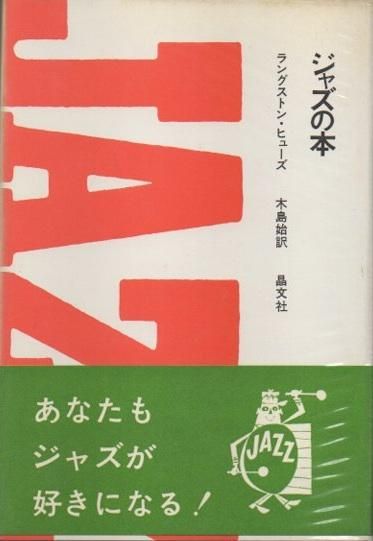 JAZZ
ジャズの本
ラングストン・ヒューズ
木島始訳
晶文社
あなたも
ジャズが
好きになる!
JAZZ